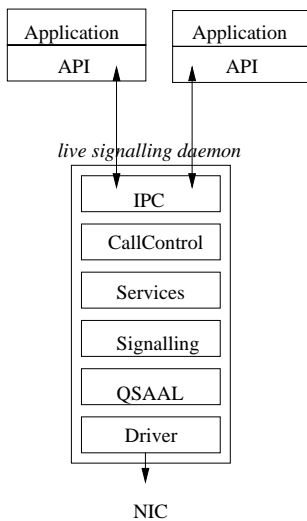 Application
Application
API
API
live signalling daemon
IPC
CallControl
Services
Signalling
QSAAL
Driver
NIC